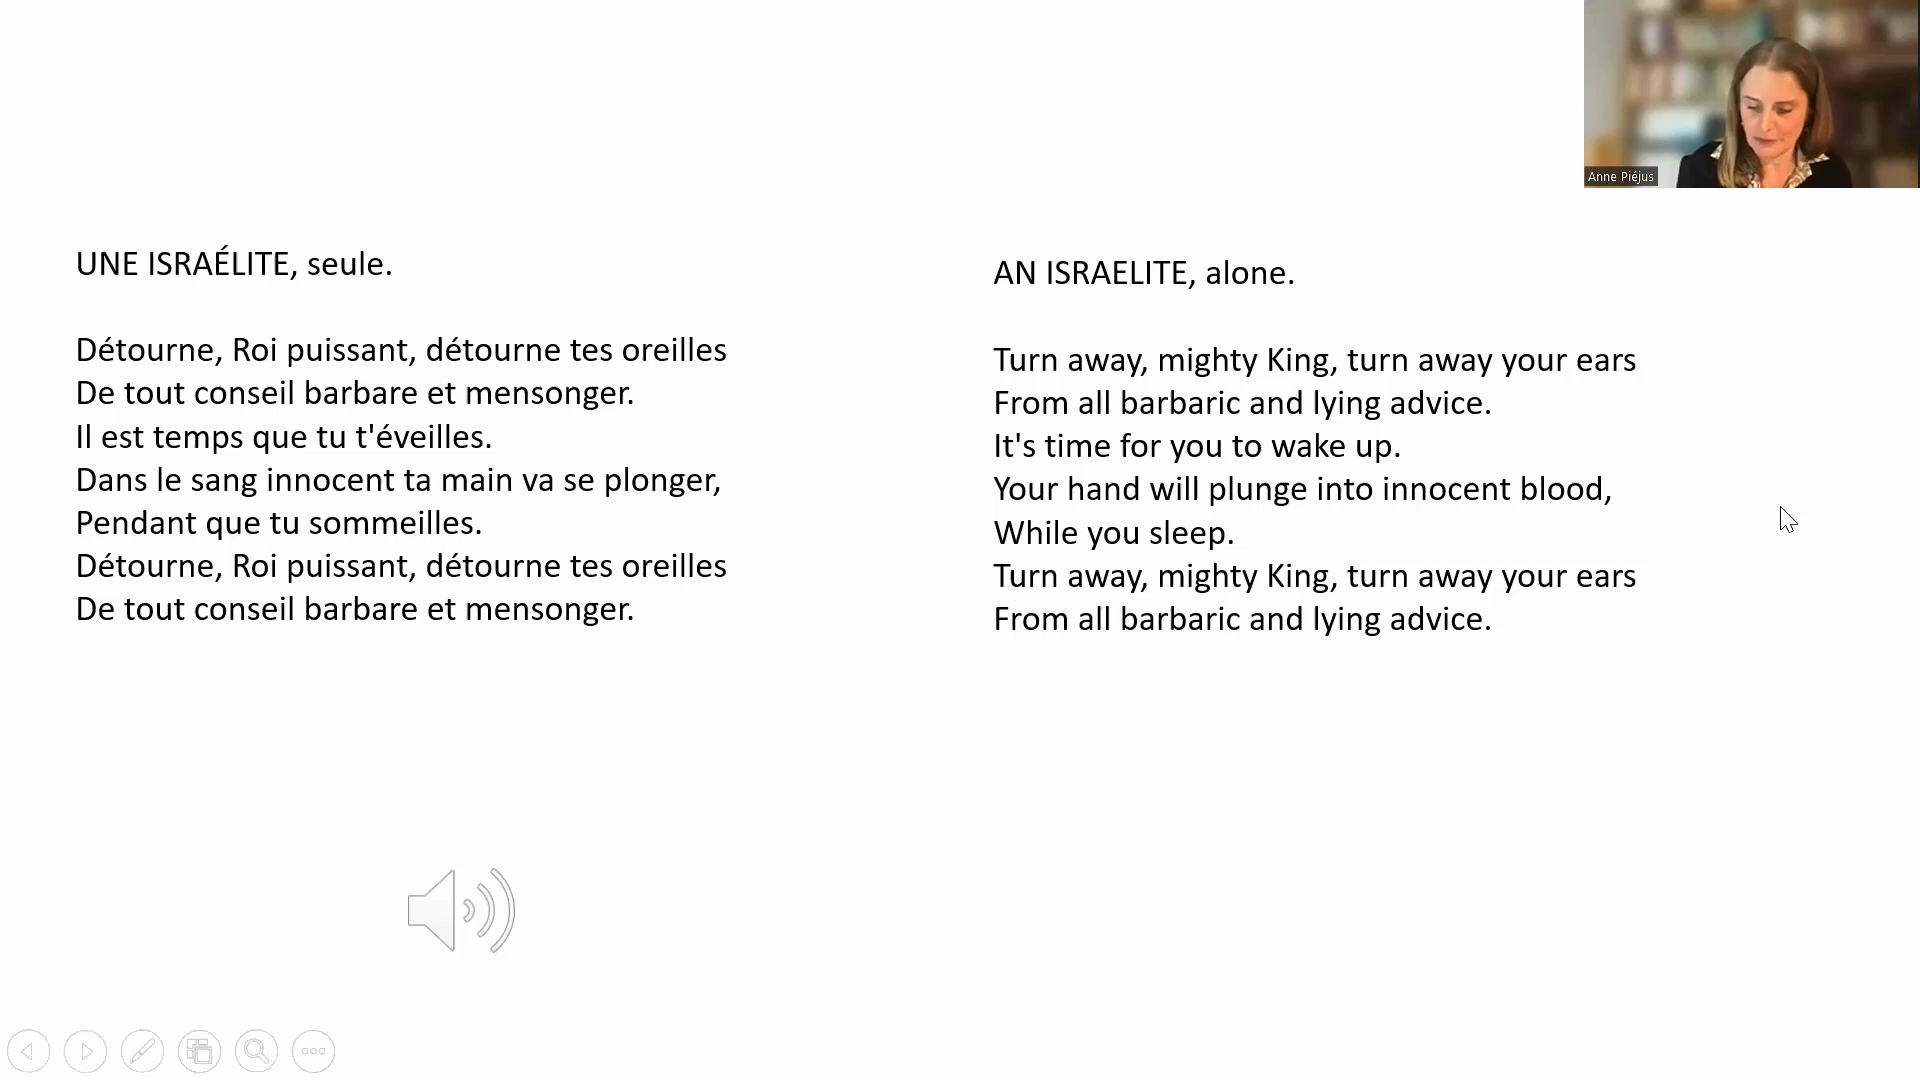 Anne Piéjus
UNE ISRAÉLITE, seule.
Détourne, Roi puissant, détourne tes oreilles
De tout conseil barbare et mensonger.
Il est temps que tu t'éveilles.
Dans le sang innocent ta main va se plonger,
Pendant que tu sommeilles.
Détourne, Roi puissant, détourne tes oreilles
De tout conseil barbare et mensonger.
AN ISRAELITE, alone.
Turn away, mighty King, turn away your ears
From all barbaric and lying advice.
It's time for you to wake up.
Your hand will plunge into innocent blood,
While you sleep.
Turn away, mighty King, turn away your ears
From all barbaric and lying advice.